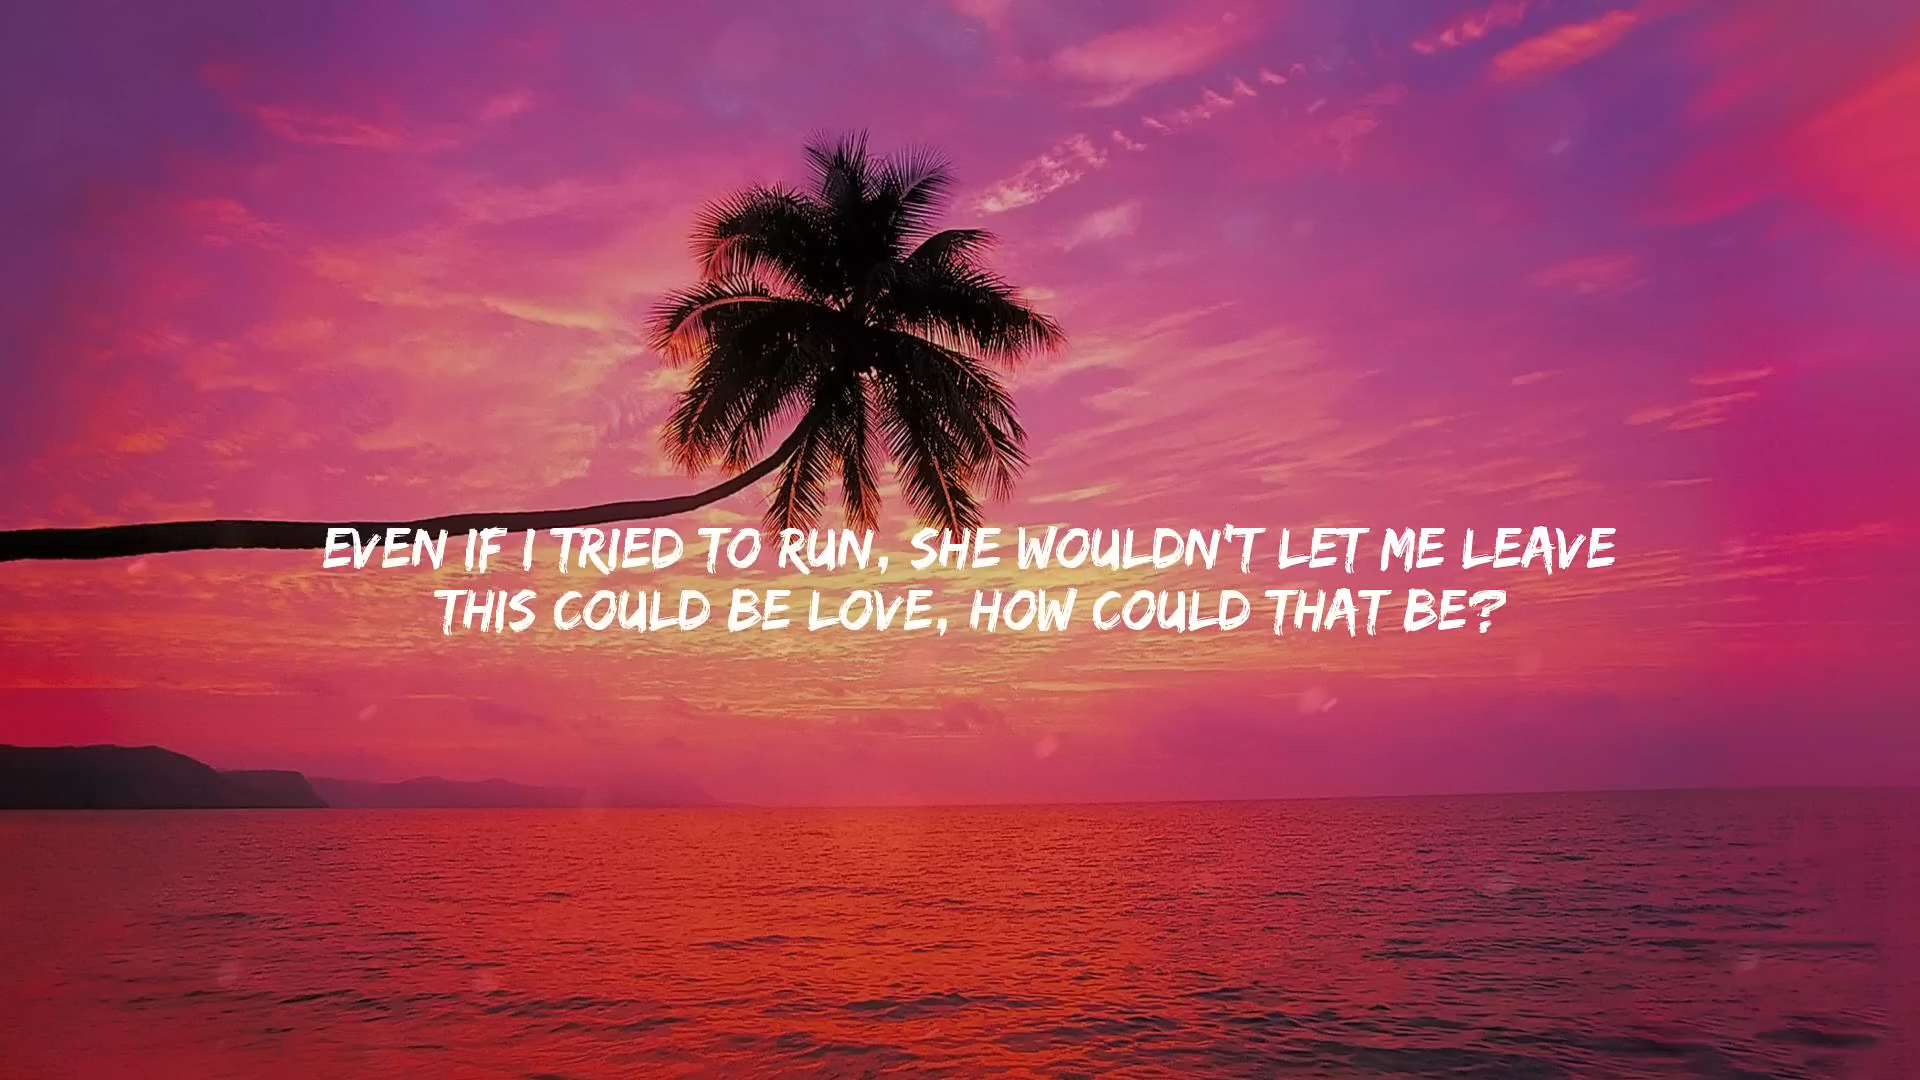 EVEN IF I TRIED TO RUN, SHE WOULDN'T LET ME LEAVE
THIS COULD BE LOVE, HOW COULD THAT BE?